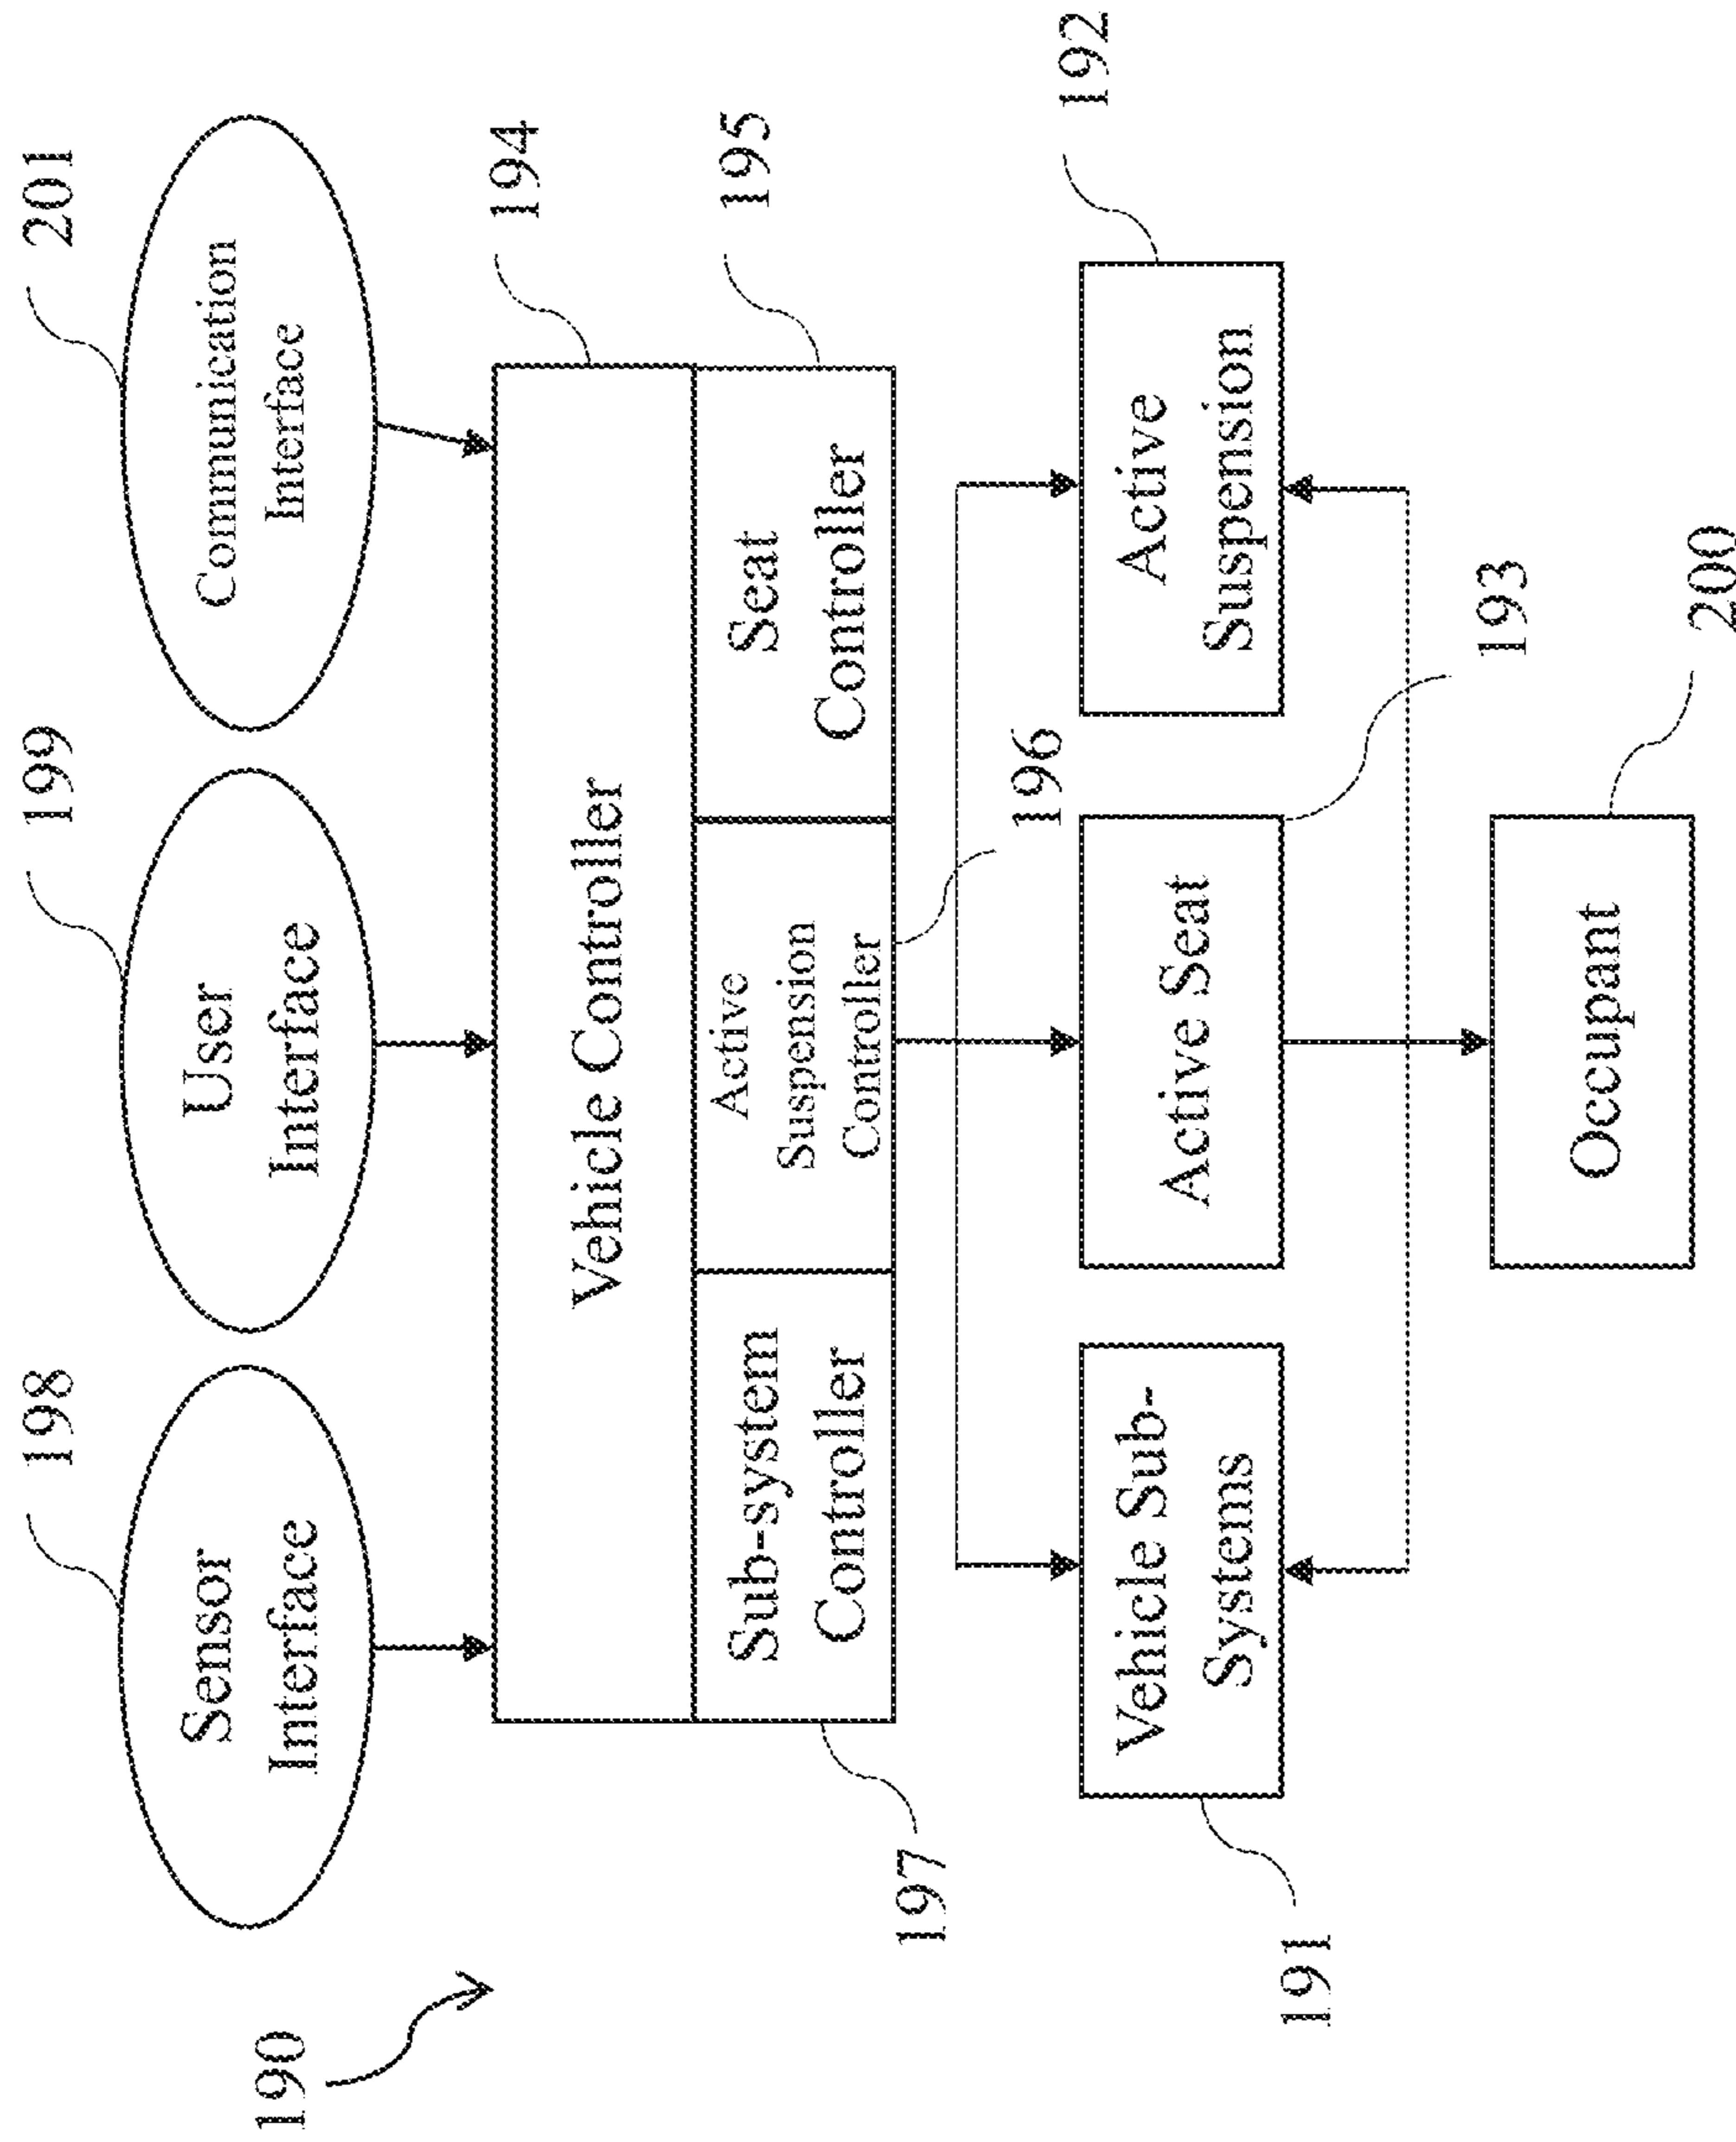 190
198
199
201
Sensor
Interface
User
Interface
Communication
Interface
194
Vehicle Controller
195
197
Sub-system
Controller
Active
Suspension
Controller
Seat
Controller
196
192
191
Vehicle Sub-
Systems
Active Seat
Active
Suspension
193
Occupant
200